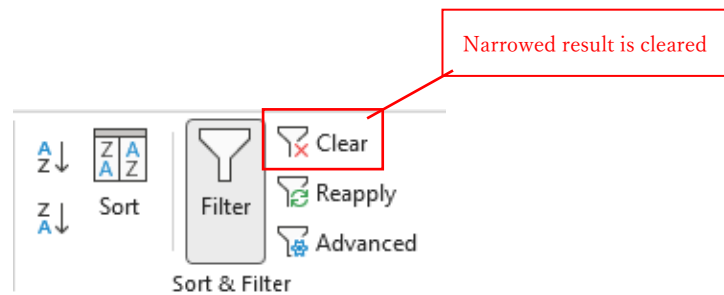 Narrowed result is cleared
Clear
Sort
Filter
Reapply
Advanced
Sort & Filter